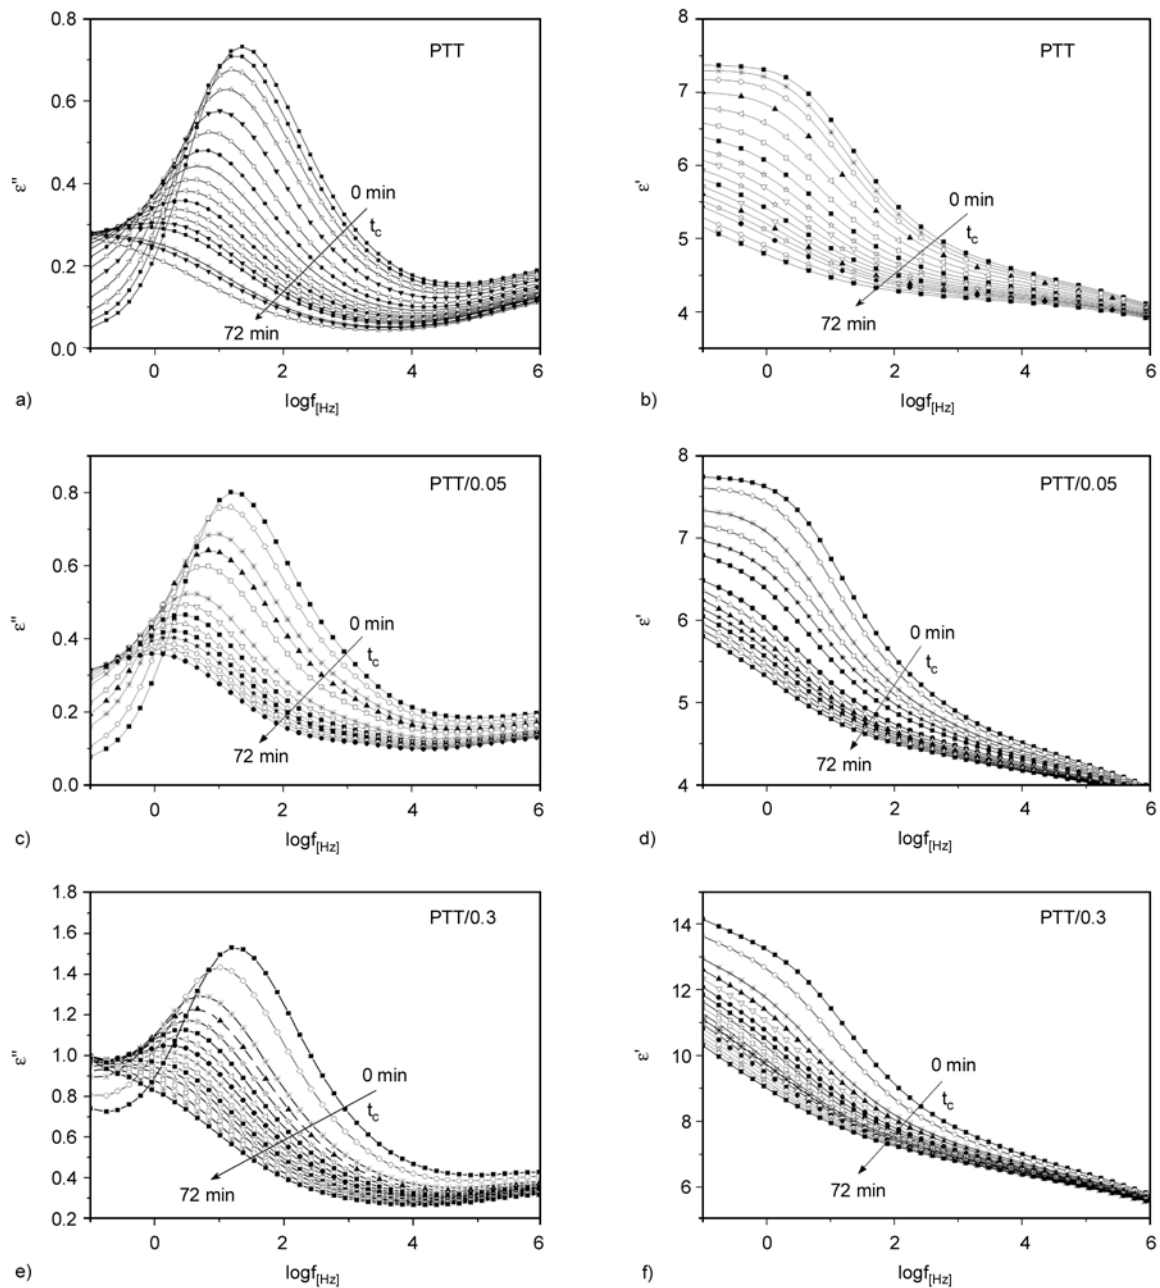 0.8
0.6
0.4
0.2
0.0
ε''
PTT
0 min
t_c
72 min
0 2 4 6
logf[Hz]
a)
8
7
6
5
4
ε'
PTT
0 min
t_c
72 min
0 2 4 6
logf[Hz]
b)
0.8
0.6
0.4
0.2
0.0
ε''
PTT/0.05
0 min
t_c
72 min
0 2 4 6
logf[Hz]
c)
8
7
6
5
4
ε'
PTT/0.05
0 min
t_c
72 min
0 2 4 6
logf[Hz]
d)
1.8
1.6
1.4
1.2
1.0
0.8
0.6
0.4
0.2
ε''
PTT/0.3
0 min
t_c
72 min
0 2 4 6
logf[Hz]
e)
14
12
10
8
6
ε'
PTT/0.3
0 min
t_c
72 min
0 2 4 6
logf[Hz]
f)